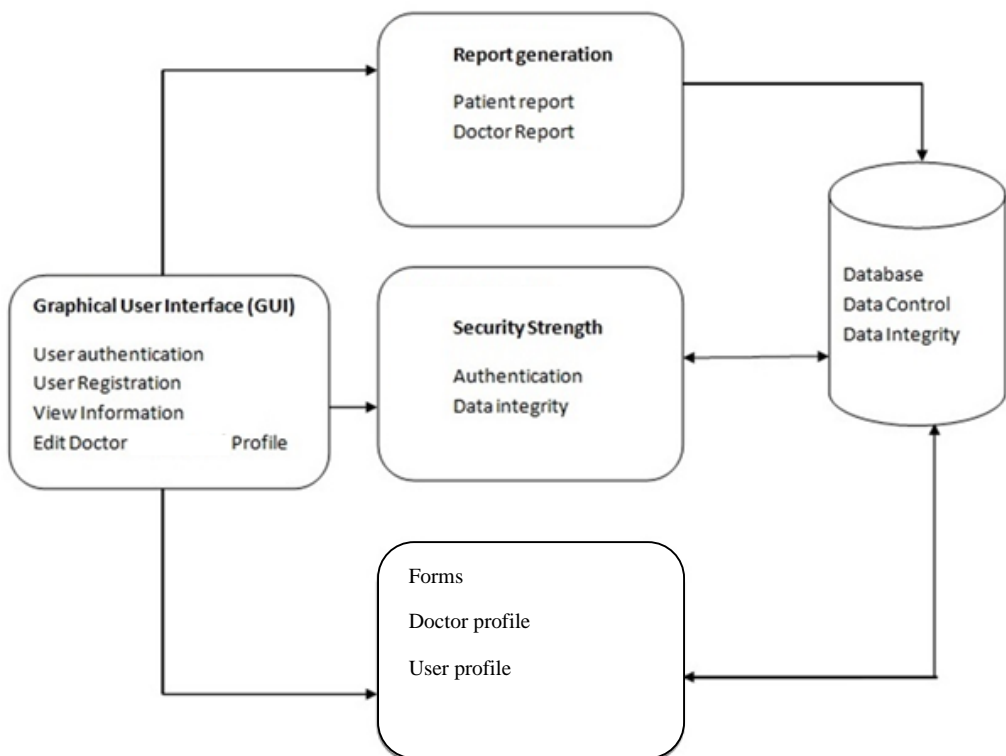 Report generation
Patient report
Doctor Report
Graphical User Interface (GUI)
User authentication
User Registration
View Information
Edit Doctor Profile
Security Strength
Authentication
Data integrity
Database
Data Control
Data Integrity
Forms
Doctor profile
User profile